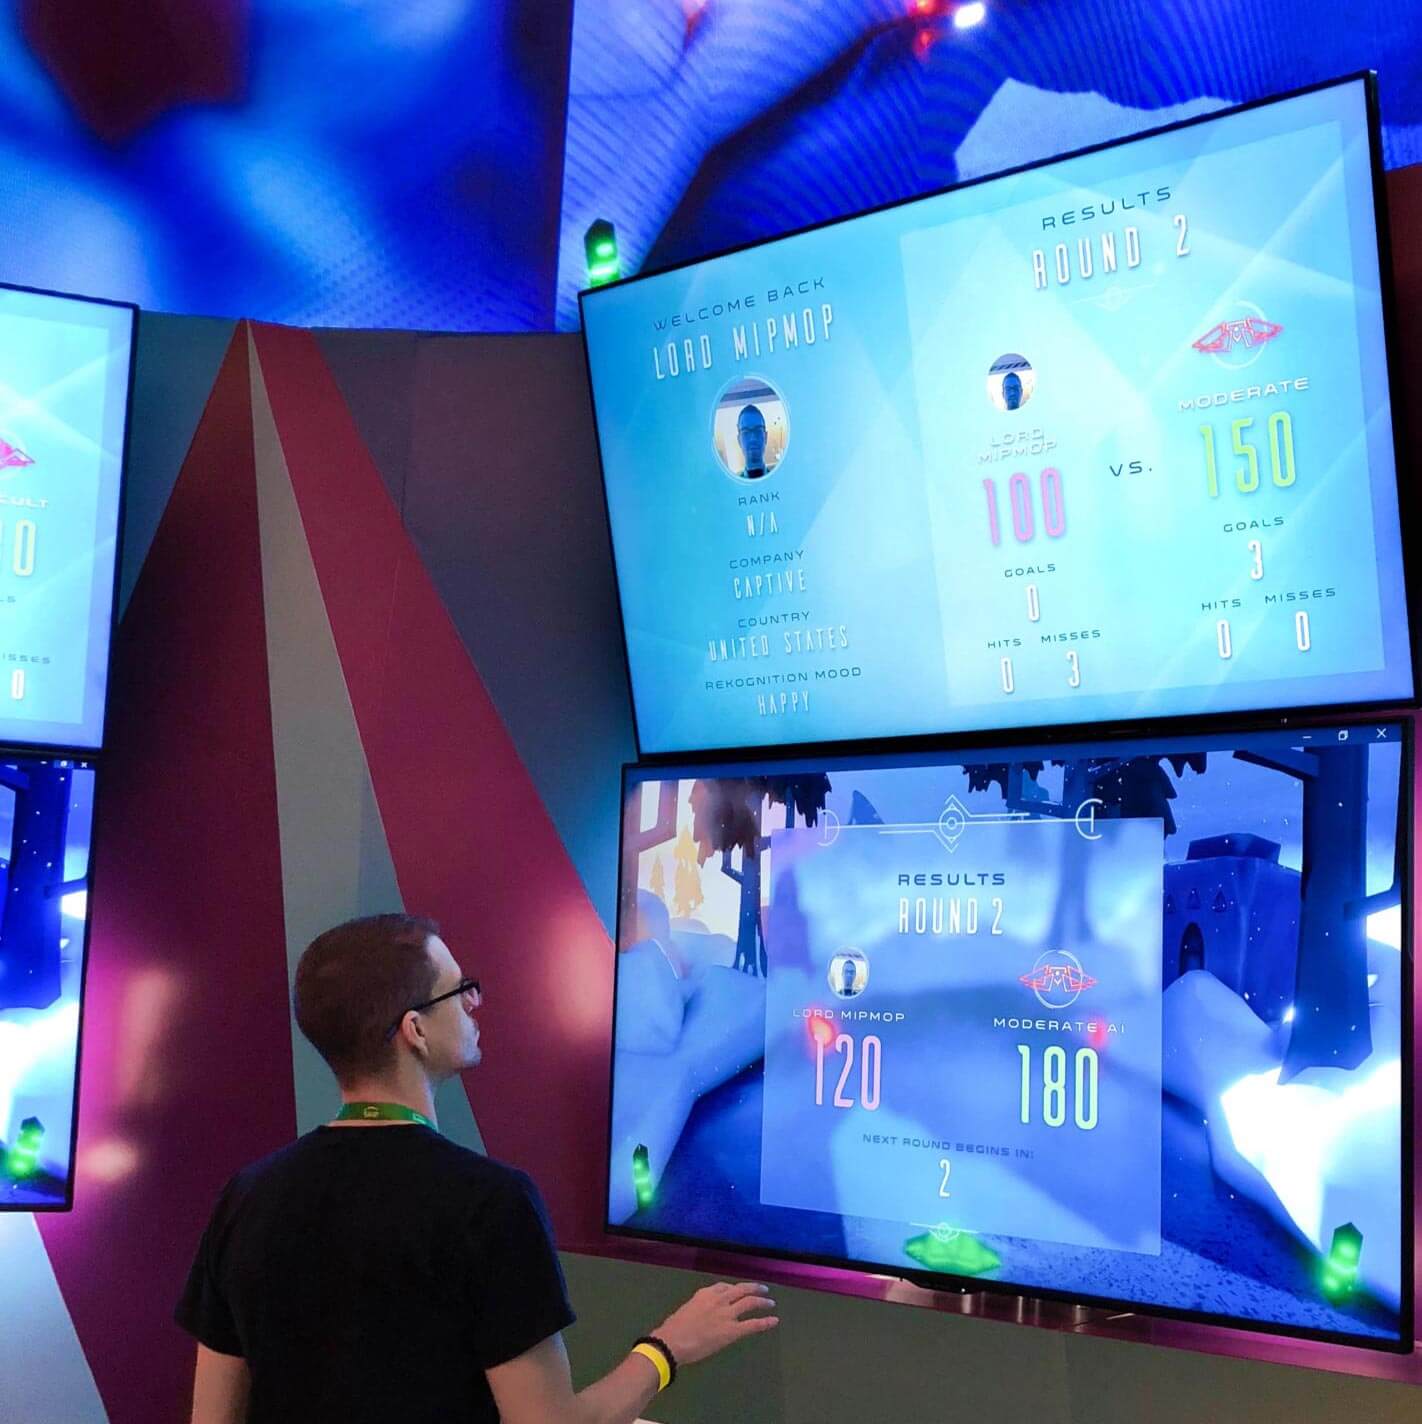 WELCOME BACK
LORD MIPMOP
RANK
N/A
COMPANY
CAPTIVE
COUNTRY
UNITED STATES
REKOGNITION MOOD
HAPPY
RESULTS
ROUND 2
LORD
MIPMOP
100
VS.
MODERATE
150
GOALS
0
GOALS
3
HITS MISSES
0 3
HITS MISSES
0 0
RESULTS
ROUND 2
LORD MIPMOP
120
MODERATE AI
180
NEXT ROUND BEGINS IN:
2
0